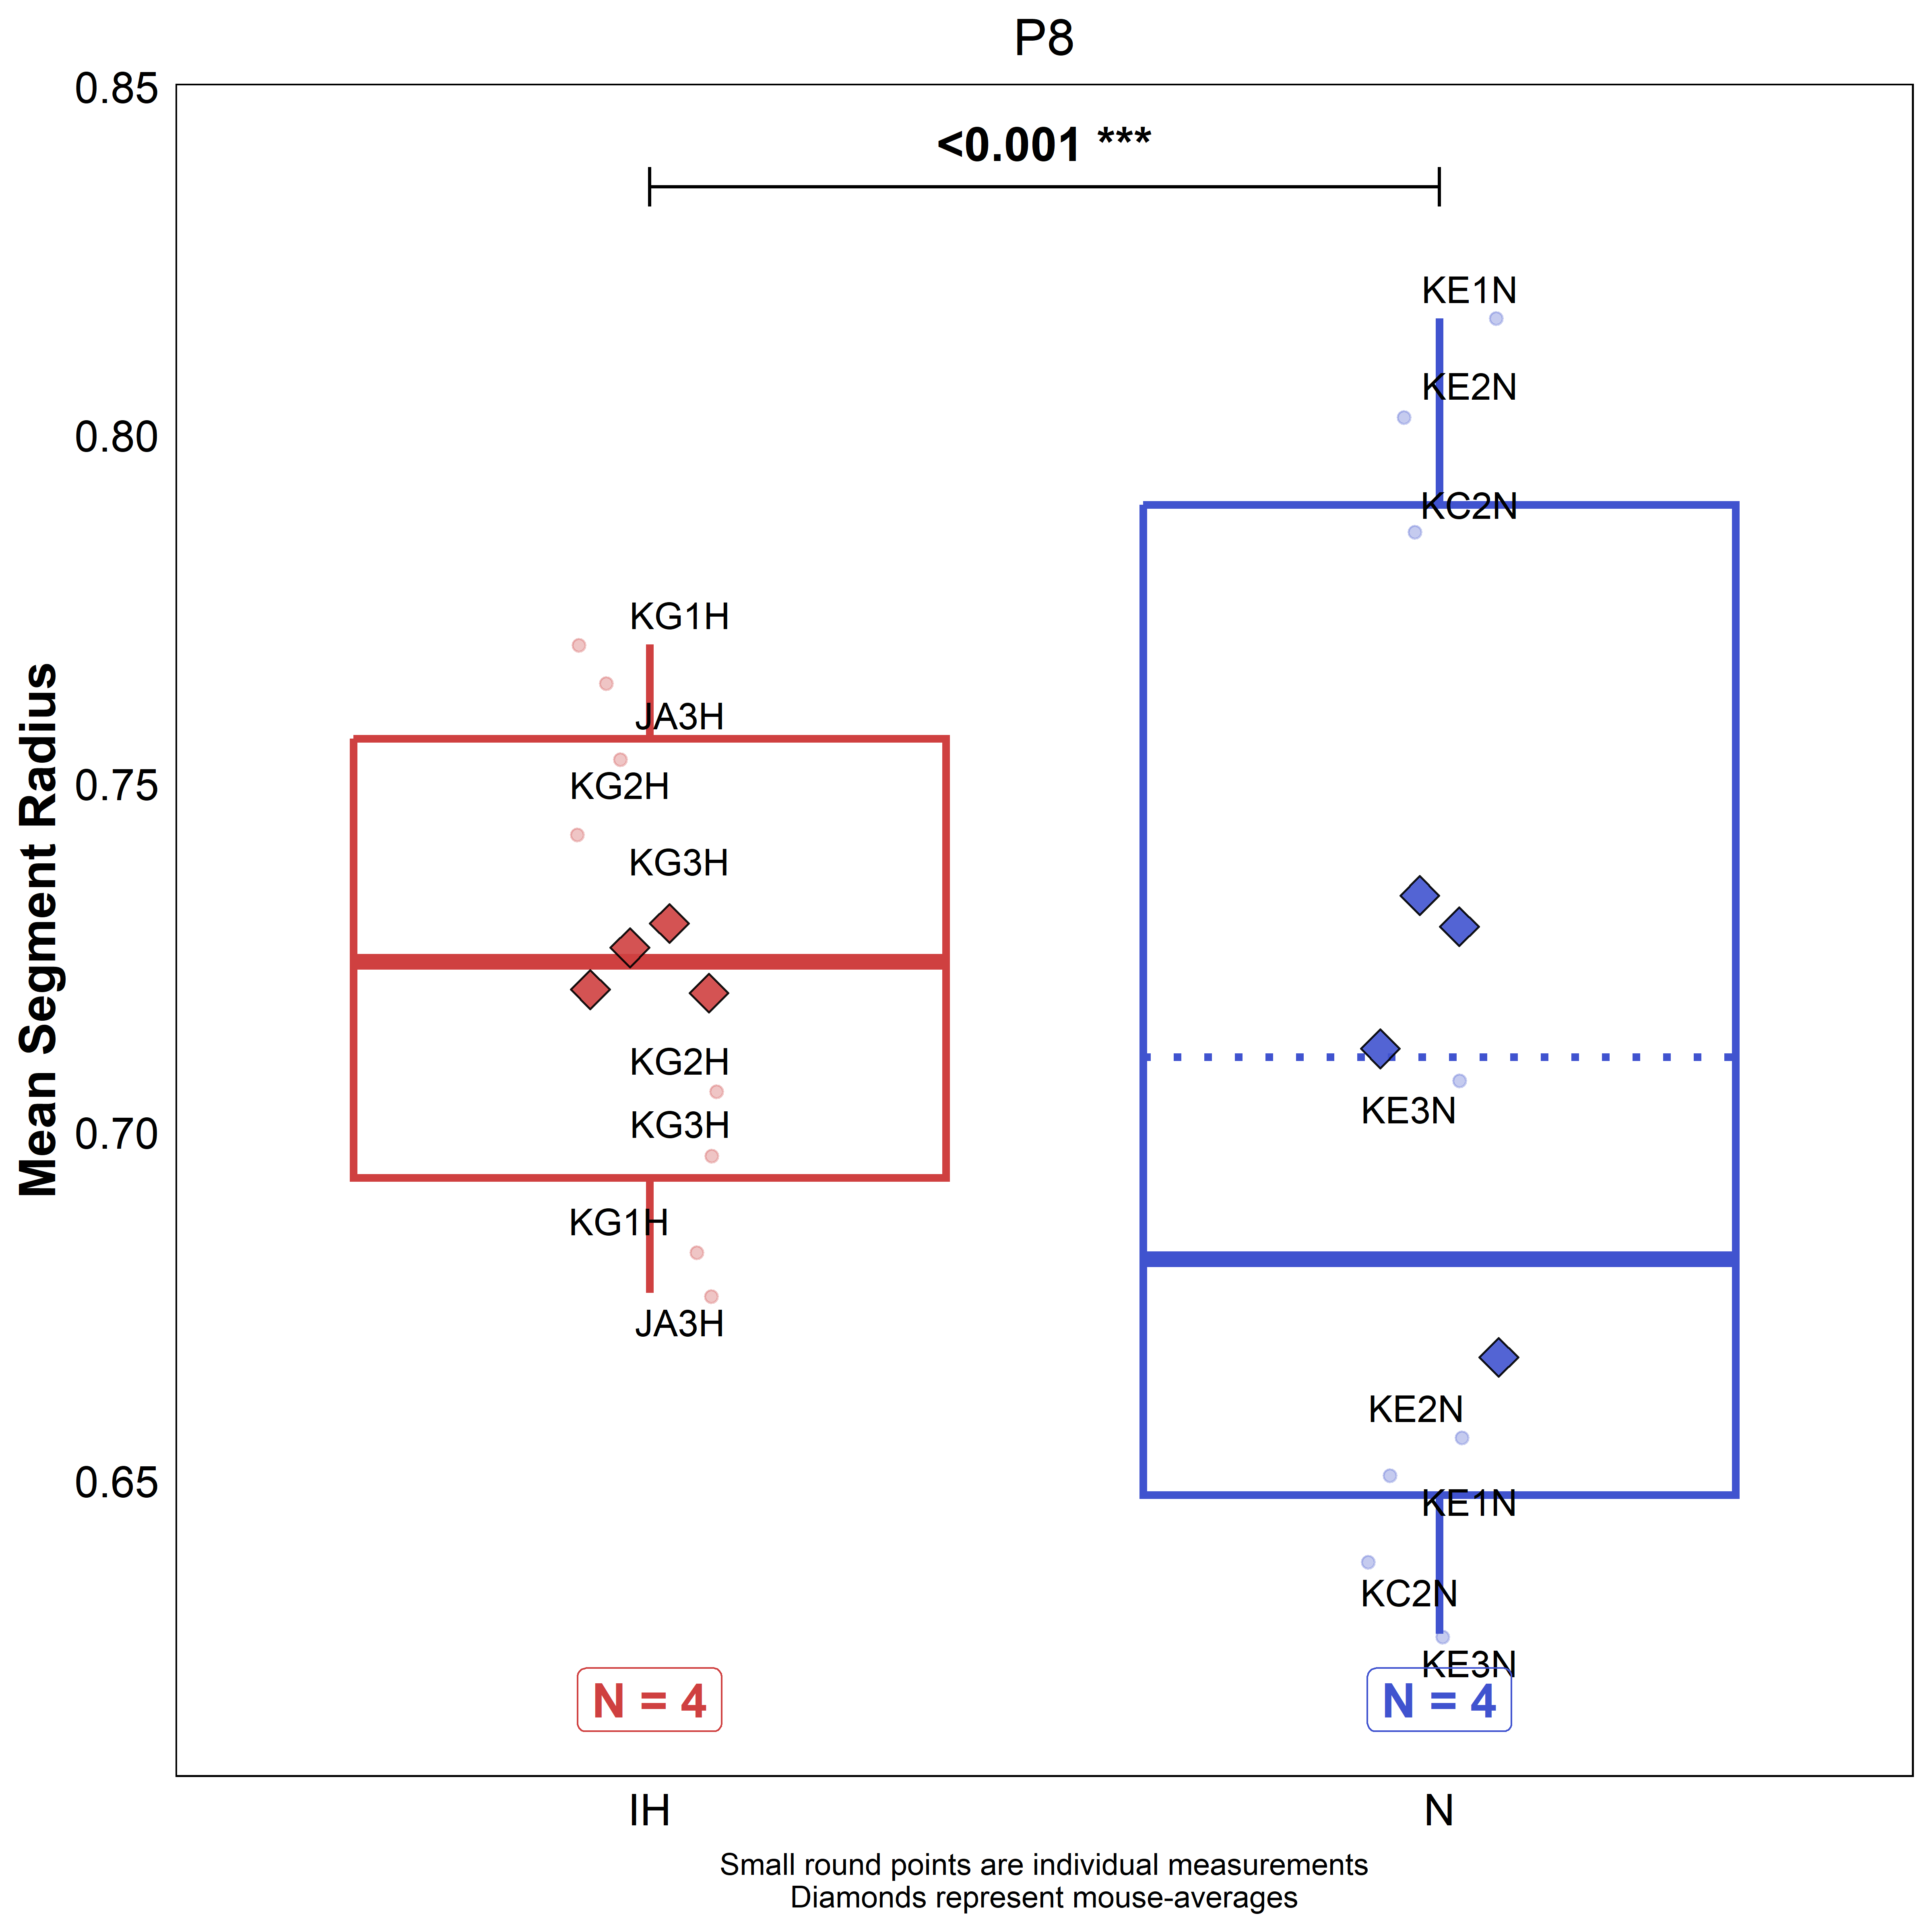 P8
0.85
<0.001 ***
KE1N
KE2N
0.80
KC2N
KG1H
JA3H
0.75
KG2H
KG3H
Mean Segment Radius
KG2H
KE3N
KG3H
0.70
KG1H
JA3H
KE2N
0.65
KE1N
KC2N
KE3N
N = 4
N = 4
IH
N
Small round points are individual measurements
Diamonds represent mouse-averages